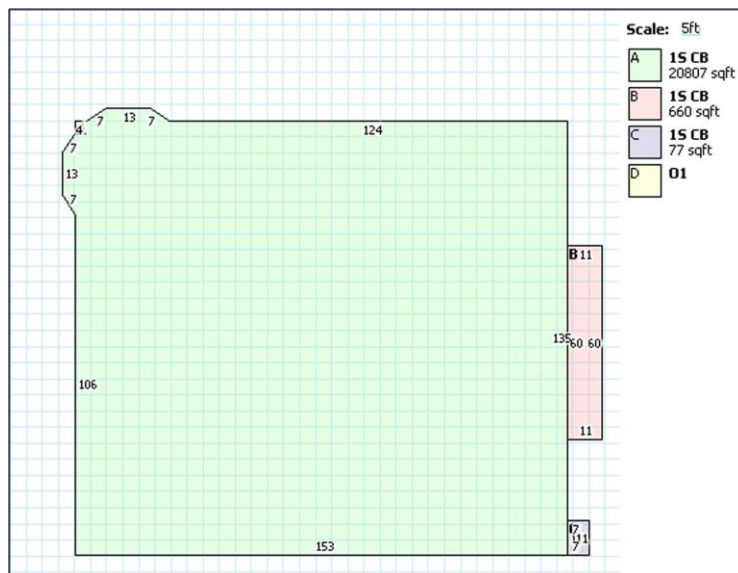 Scale: 5ft
A 1S CB
20807 sqft
B 1S CB
660 sqft
C 1S CB
77 sqft
D O1
7 13 7
4.
124
7
13
7
B 11
135 60 60
106
11
7
11
7
153